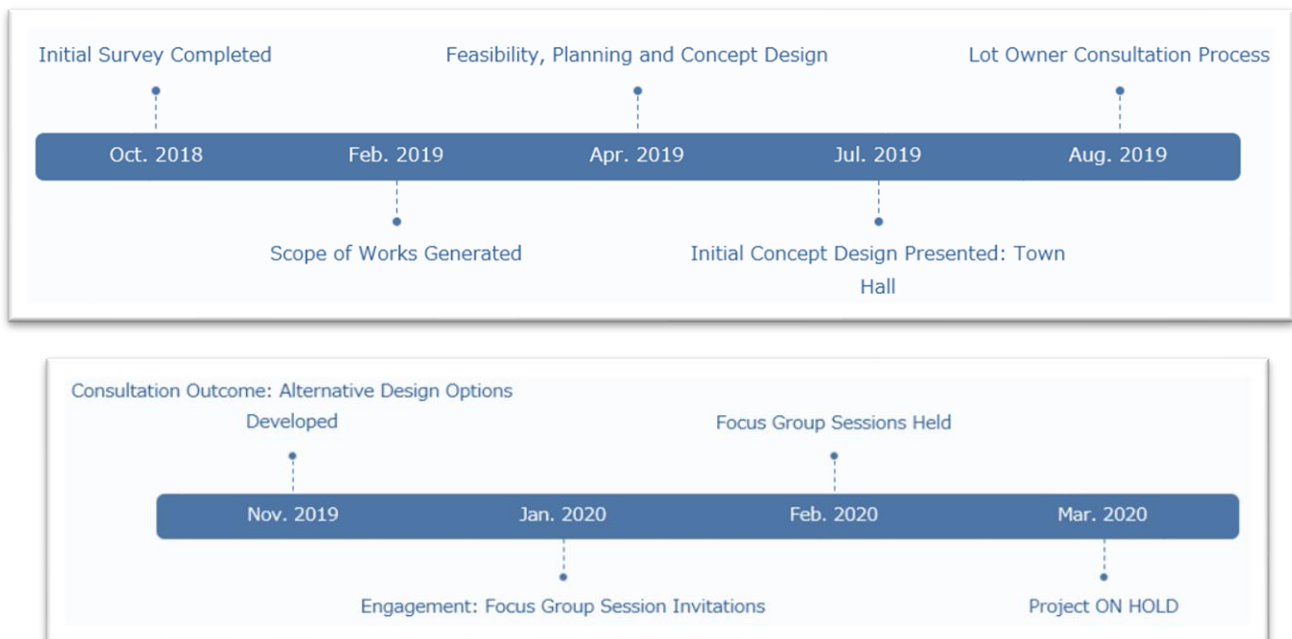 Initial Survey Completed
Feasibility, Planning and Concept Design
Lot Owner Consultation Process
Oct. 2018
Feb. 2019
Apr. 2019
Jul. 2019
Aug. 2019
Scope of Works Generated
Initial Concept Design Presented: Town
Hall
Consultation Outcome: Alternative Design Options
Developed
Focus Group Sessions Held
Nov. 2019
Jan. 2020
Feb. 2020
Mar. 2020
Engagement: Focus Group Session Invitations
Project ON HOLD